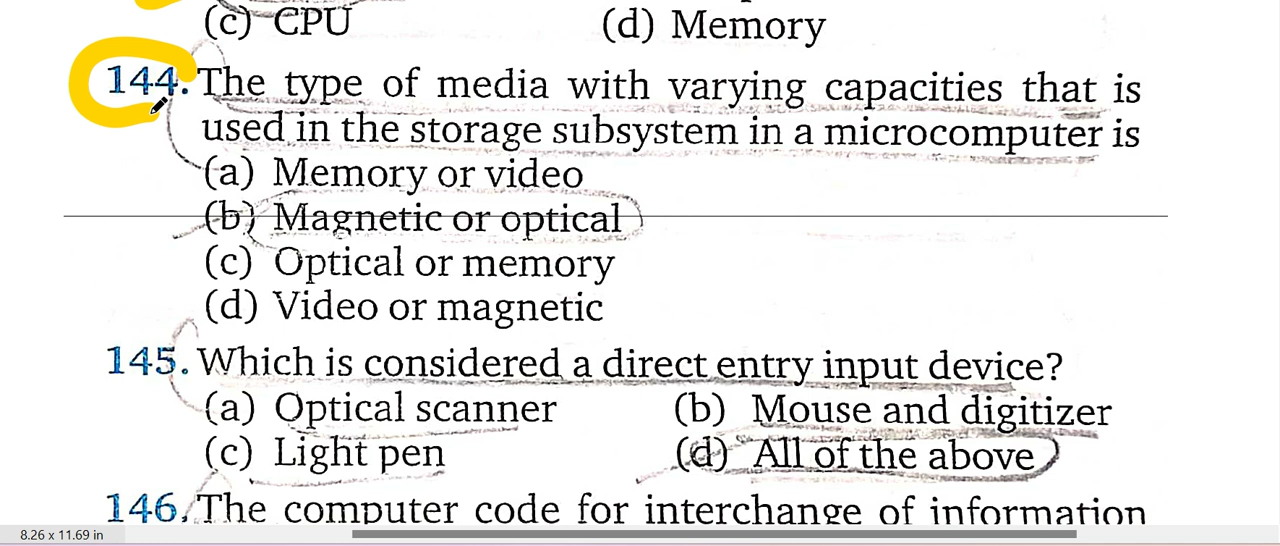 (c) CPU (d) Memory
144. The type of media with varying capacities that is
used in the storage subsystem in a microcomputer is
(a) Memory or video
(b) Magnetic or optical
(c) Optical or memory
(d) Video or magnetic
145. Which is considered a direct entry input device?
(a) Optical scanner (b) Mouse and digitizer
(c) Light pen (d) All of the above
146. The computer code for interchange of information
8.26 x 11.69 in